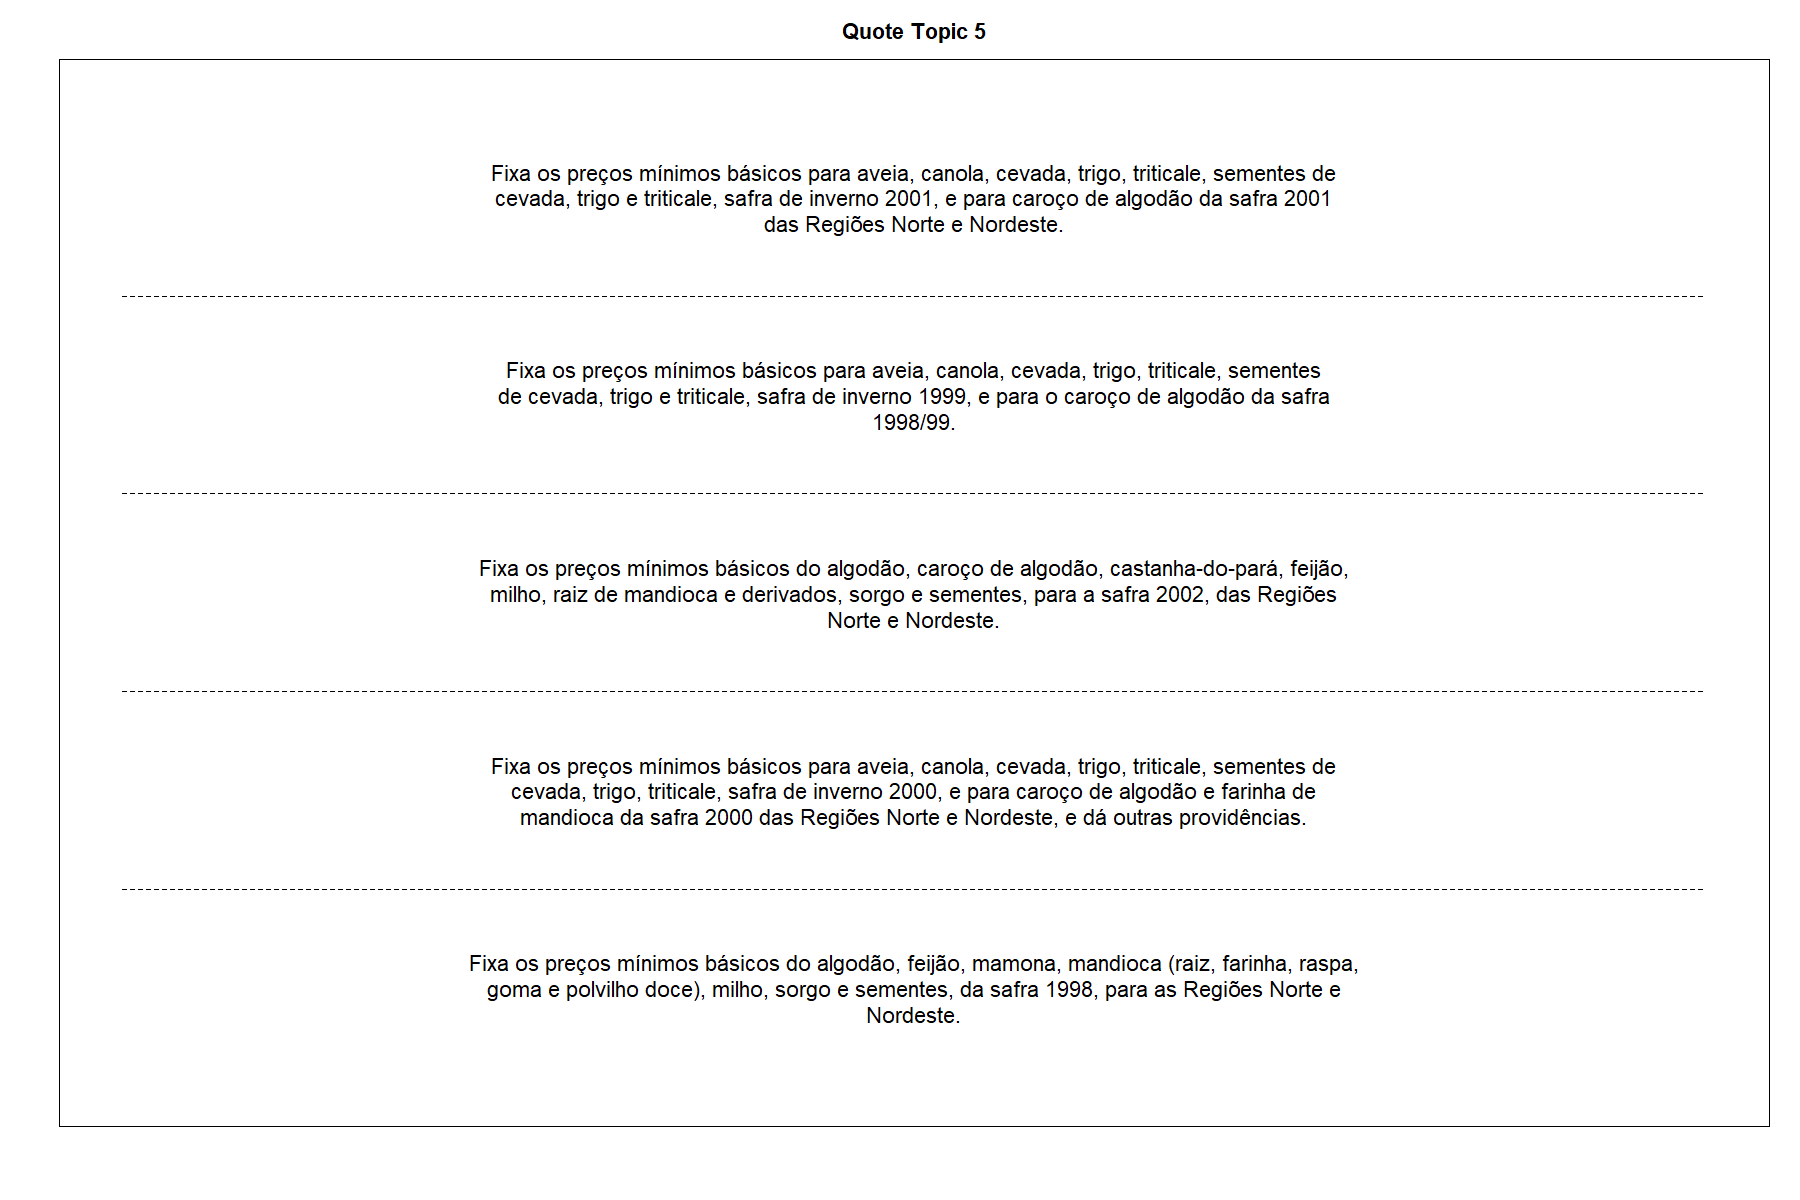 Quote Topic 5
Fixa os preços mínimos básicos para aveia, canola, cevada, trigo, triticale, sementes de
cevada, trigo e triticale, safra de inverno 2001, e para caroço de algodão da safra 2001
das Regiões Norte e Nordeste.
Fixa os preços mínimos básicos para aveia, canola, cevada, trigo, triticale, sementes
de cevada, trigo e triticale, safra de inverno 1999, e para o caroço de algodão da safra
1998/99.
Fixa os preços mínimos básicos do algodão, caroço de algodão, castanha-do-pará, feijão,
milho, raiz de mandioca e derivados, sorgo e sementes, para a safra 2002, das Regiões
Norte e Nordeste.
Fixa os preços mínimos básicos para aveia, canola, cevada, trigo, triticale, sementes de
cevada, trigo, triticale, safra de inverno 2000, e para caroço de algodão e farinha de
mandioca da safra 2000 das Regiões Norte e Nordeste, e dá outras providências.
Fixa os preços mínimos básicos do algodão, feijão, mamona, mandioca (raiz, farinha, raspa,
goma e polvilho doce), milho, sorgo e sementes, da safra 1998, para as Regiões Norte e
Nordeste.